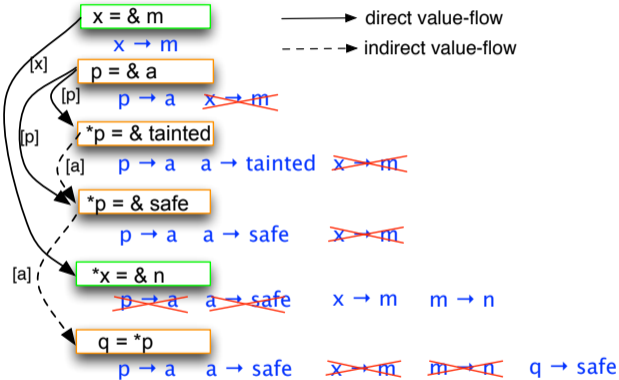 x = & m
direct value-flow
x → m
indirect value-flow
[x]
p = & a
[p]
p → a x → m
*p = & tainted
[p]
[a]
p → a a → tainted x → m
*p = & safe
p → a a → safe x → m
[a]
*x = & n
p → a a → safe x → m m → n
q = *p
p → a a → safe x → m m → n q → safe